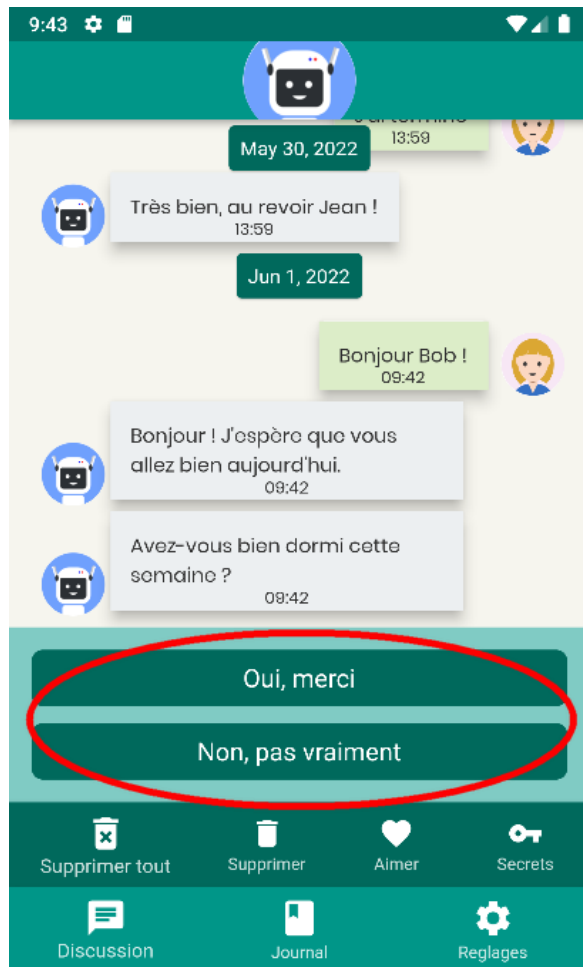 9:43
J'ai terminé
13:59
May 30, 2022
Très bien, au revoir Jean !
13:59
Jun 1, 2022
Bonjour Bob !
09:42
Bonjour ! J'espère que vous
allez bien aujourd'hui.
09:42
Avez-vous bien dormi cette
semaine ?
09:42
Oui, merci
Non, pas vraiment
Supprimer tout
Supprimer
Aimer
Secrets
Discussion
Journal
Reglages